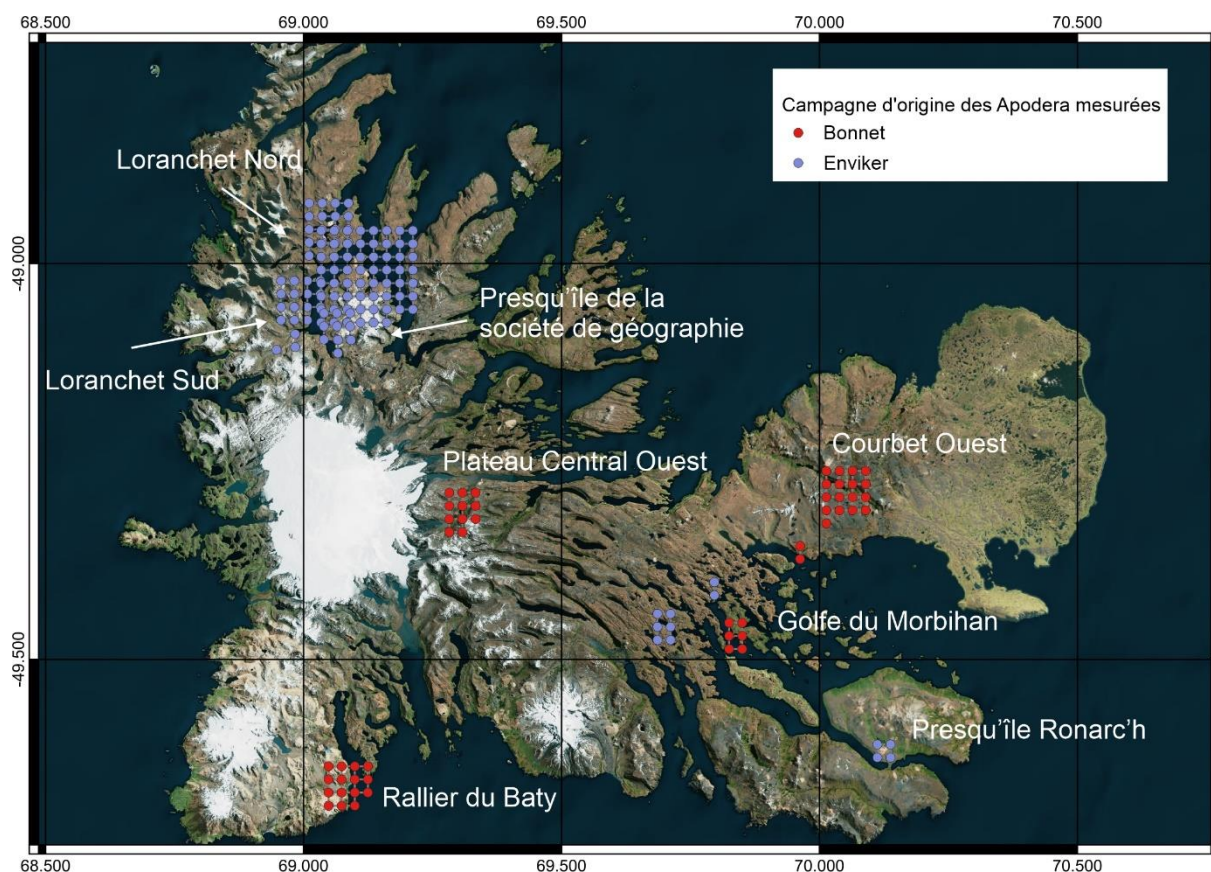 68.500 69.000 69.500 70.000 70.500
Campagne d'origine des Apodera mesurées
Bonnet
Enviker
Loranchet Nord
-49.000
Presqu'île de la
société de géographie
Loranchet Sud
Plateau Central Ouest
Courbet Ouest
Golfe du Morbihan
-49.500
Presqu'île Ronarc'h
Rallier du Baty
68.500 69.000 69.500 70.000 70.500